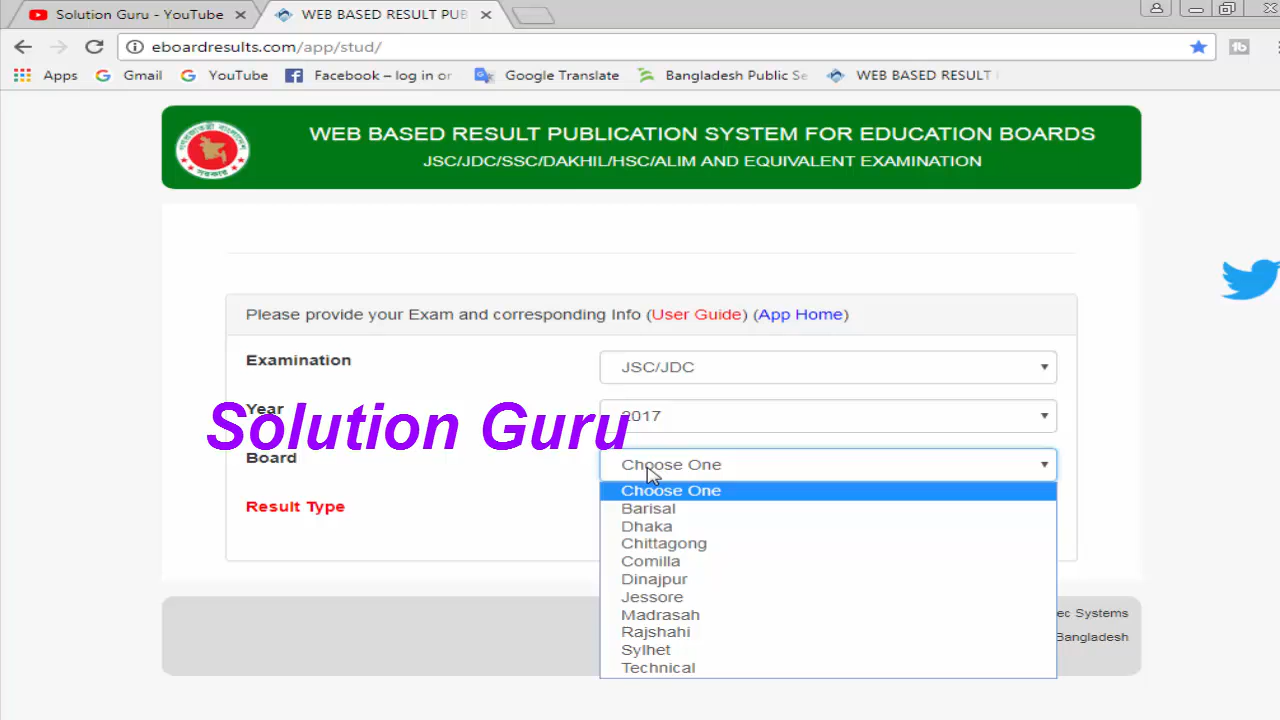 Solution Guru - YouTube
WEB BASED RESULT PUB
eboardresults.com/app/stud/
Apps
Gmail
YouTube
Facebook – log in or
Google Translate
Bangladesh Public Se
WEB BASED RESULT
WEB BASED RESULT PUBLICATION SYSTEM FOR EDUCATION BOARDS
JSC/JDC/SSC/DAKHIL/HSC/ALIM AND EQUIVALENT EXAMINATION
Please provide your Exam and corresponding Info (User Guide) (App Home)
Examination
JSC/JDC
Year
2017
Solution Guru
Board
Choose One
Choose One
Result Type
Barisal
Dhaka
Chittagong
Comilla
Dinajpur
Jessore
Madrasah
Rajshahi
Sylhet
Technical
ec Systems
Bangladesh